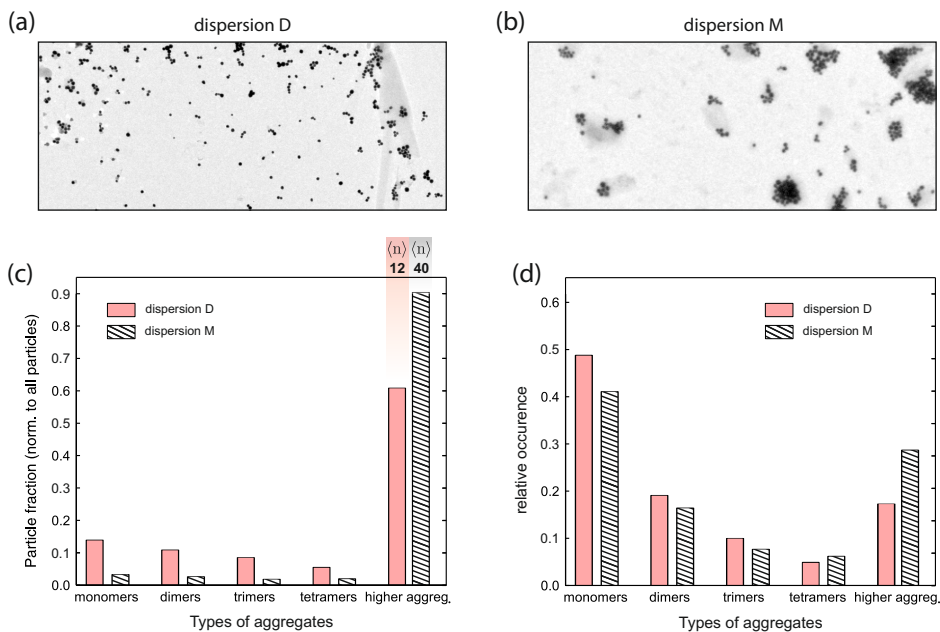 (a)
dispersion D
(b)
dispersion M
(c)
⟨n⟩ ⟨n⟩
12 40
Particle fraction (norm. to all particles)
0.9
0.8
0.7
0.6
0.5
0.4
0.3
0.2
0.1
0.0
dispersion D
dispersion M
monomers dimers trimers tetramers higher aggreg.
Types of aggregates
(d)
relative occurence
0.6
0.5
0.4
0.3
0.2
0.1
0.0
dispersion D
dispersion M
monomers dimers trimers tetramers higher aggreg.
Types of aggregates